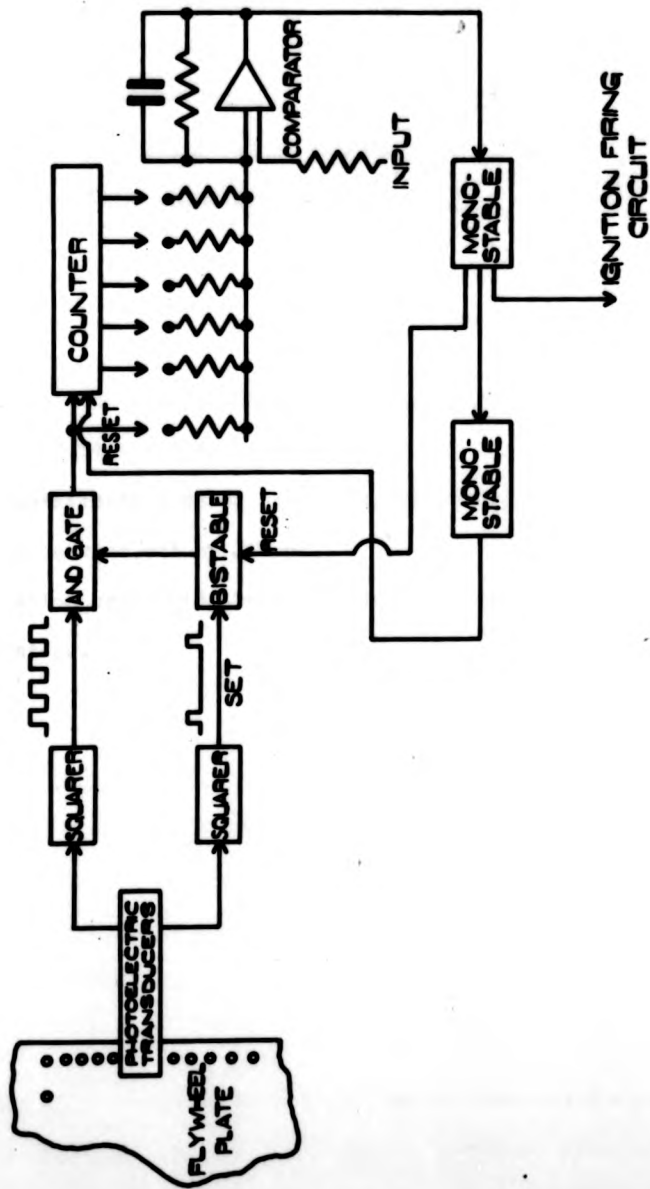 FLYWHEEL
PLATE
PHOTOELECTRIC
TRANSDUCERS
SQUARER
SQUARER
SET
AND GATE
BISTABLE
RESET
RESET
COUNTER
COMPARATOR
INPUT
MONO-
STABLE
MONO-
STABLE
IGNITION FIRING
CIRCUIT